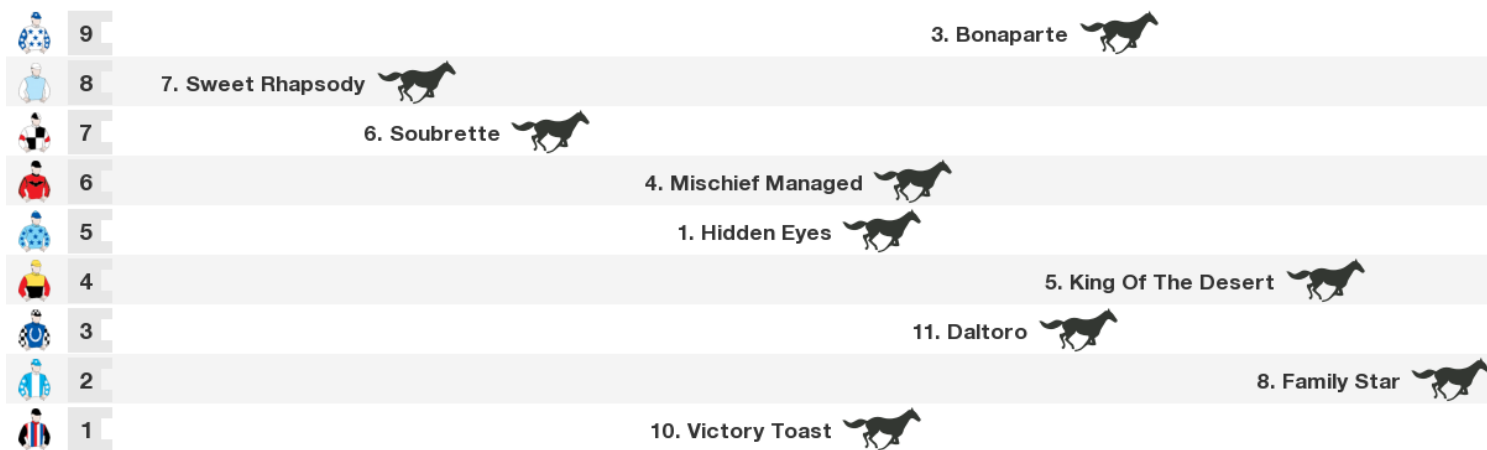 9 3. Bonaparte
8 7. Sweet Rhapsody
7 6. Soubrette
6 4. Mischief Managed
5 1. Hidden Eyes
4 5. King Of The Desert
3 11. Daltoro
2 8. Family Star
1 10. Victory Toast